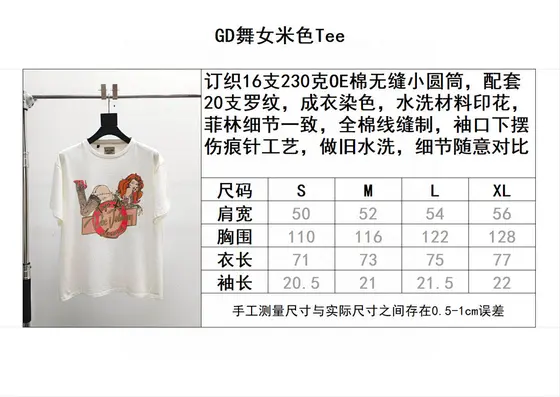 GD舞女米色Tee
订织16支230克OE棉无缝小圆筒，配套
20支罗纹，成衣染色，水洗材料印花，
菲林细节一致，全棉线缝制，袖口下摆
伤痕针工艺，做旧水洗，细节随意对比
尺码 S M L XL
肩宽 50 52 54 56
胸围 110 116 122 128
衣长 71 73 75 77
袖长 20.5 21 21.5 22
手工测量尺寸与实际尺寸之间存在0.5-1cm误差